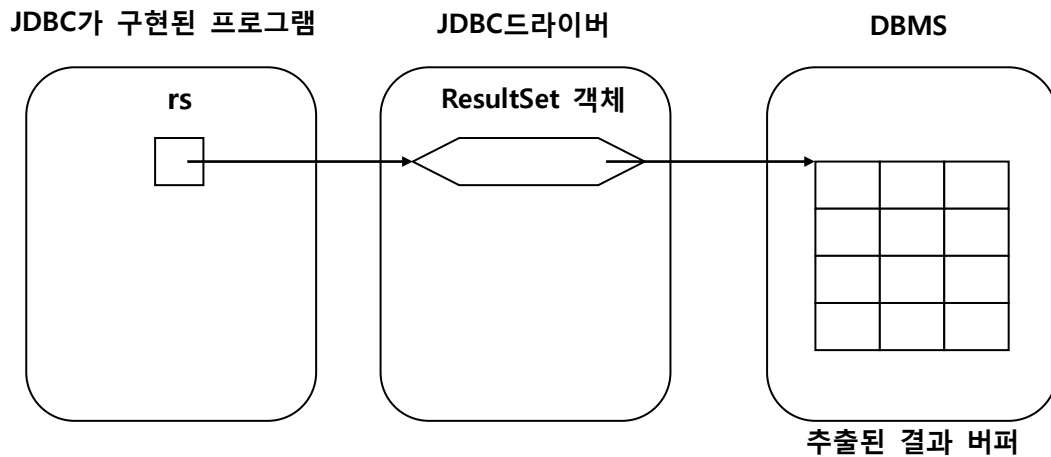 JDBC가 구현된 프로그램
JDBC드라이버
DBMS
rs
ResultSet 객체
추출된 결과 버퍼